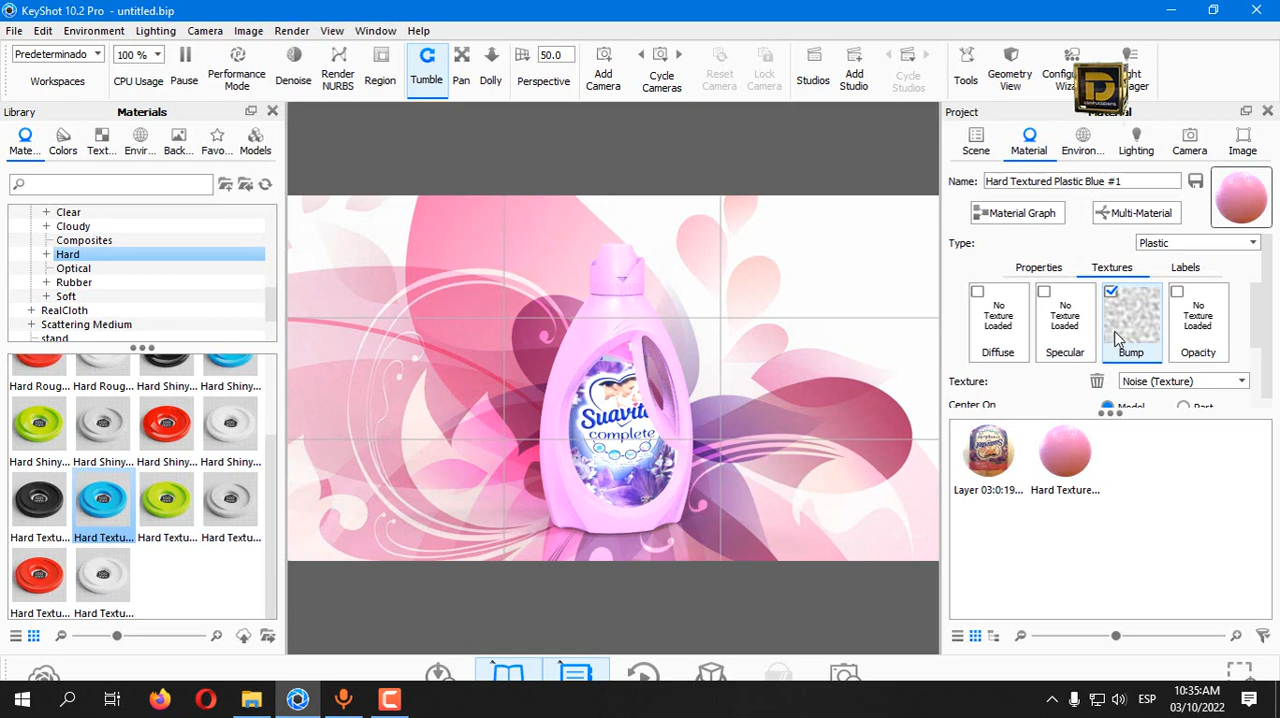 KeyShot 10.2 Pro - untitled.bip
File Edit Environment Lighting Camera Image Render View Window Help
Predeterminado 100 % 50.0
Workspaces CPU Usage Pause Performance Mode Denoise Render NURBS Region Tumble Pan Dolly Perspective Add Camera Cycle Cameras Reset Camera Lock Camera Studios Add Studio Cycle Studios Tools Geometry View
Library Materials
Project
Mate... Colors Text... Envir... Back... Favo... Models
Scene Material Environ... Lighting Camera Image
Name: Hard Textured Plastic Blue #1
Material Graph Multi-Material
Type: Plastic
Properties Textures Labels
Clear
Cloudy
Composites
Hard
Optical
Rubber
Soft
RealCloth
Scattering Medium
stand
No Texture Loaded Diffuse
No Texture Loaded Specular
Bump
No Texture Loaded Opacity
Texture: Noise (Texture)
Center On Model Part
Hard Roug... Hard Roug... Hard Shiny... Hard Shiny...
Hard Shiny... Hard Shiny... Hard Shiny... Hard Shiny...
Hard Textu... Hard Textu... Hard Textu... Hard Textu...
Hard Textu... Hard Textu...
complete
Layer 03:0:19... Hard Texture...
ESP
10:35AM
03/10/2022